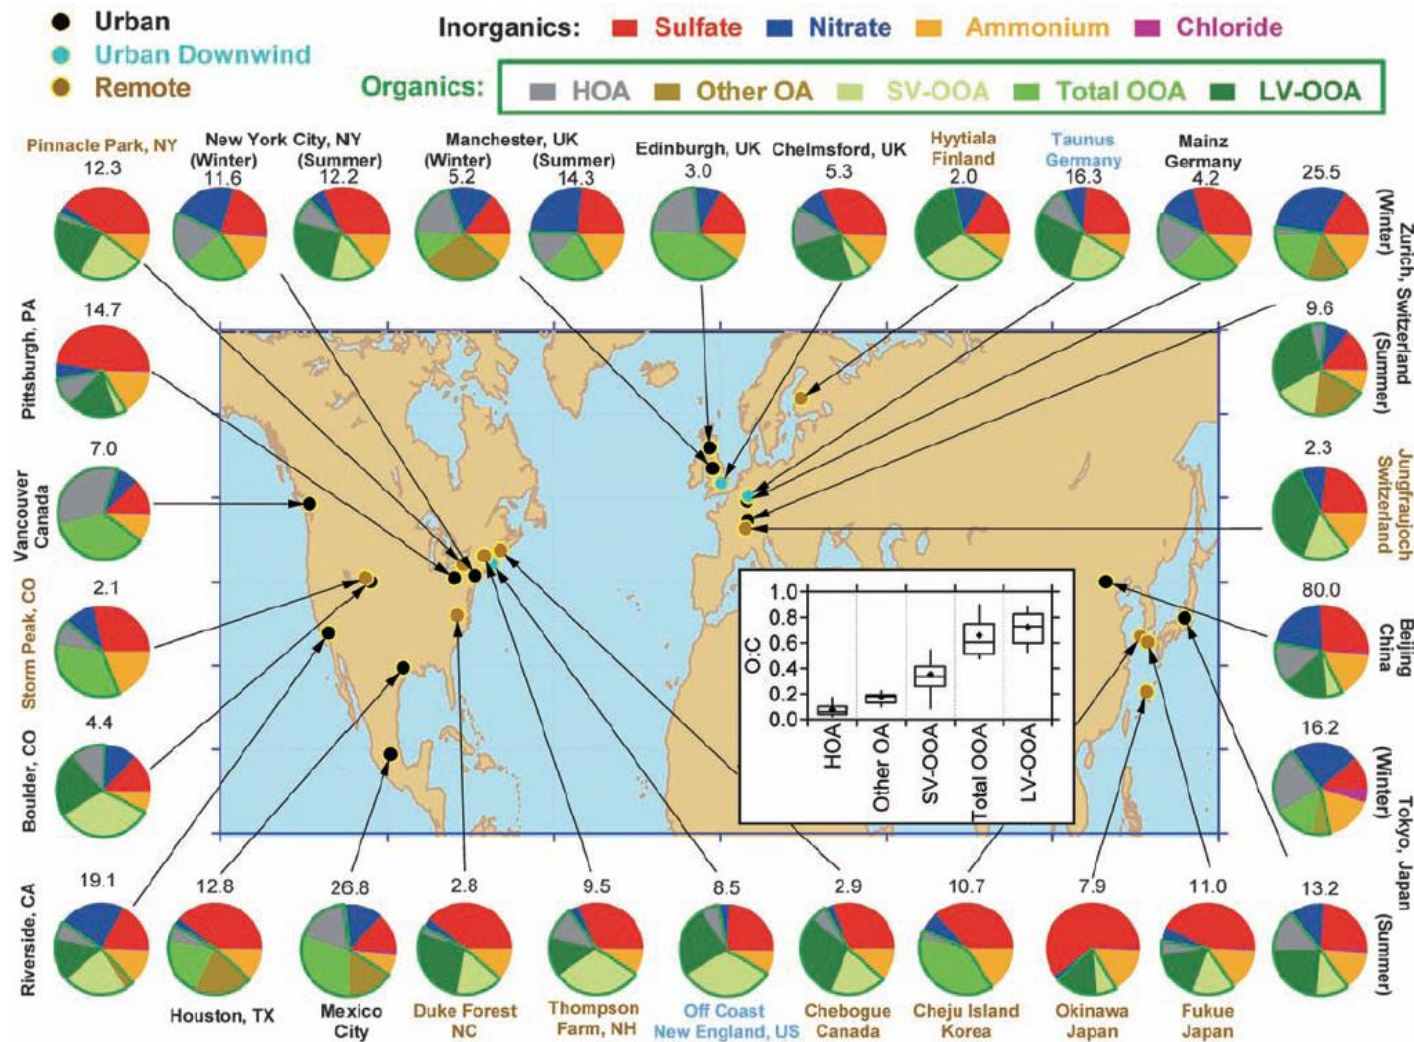 Urban
Urban Downwind
Remote
Inorganics: Sulfate Nitrate Ammonium Chloride
Organics: HOA Other OA SV-OOA Total OOA LV-OOA
Pinnacle Park, NY
12.3
New York City, NY
(Winter) (Summer)
11.6 12.2
Manchester, UK
(Winter) (Summer)
5.2 14.3
Edinburgh, UK
3.0
Chelmsford, UK
5.3
Hyytiala
Finland
2.0
Taunus
Germany
16.3
Mainz
Germany
4.2
25.5
Zurich, Switzerland
(Winter)
9.6
(Summer)
Pittsburgh, PA
14.7
Vancouver
Canada
7.0
Storm Peak, CO
2.1
Boulder, CO
4.4
Riverside, CA
19.1
Jungfraujoch
Switzerland
2.3
Beijing
China
80.0
Tokyo, Japan
(Winter)
16.2
(Summer)
13.2
O:C
1.0
0.8
0.6
0.4
0.2
0.0
HOA
Other OA
SV-OOA
Total OOA
LV-OOA
12.8
Houston, TX
26.8
Mexico
City
2.8
Duke Forest
NC
9.5
Thompson
Farm, NH
8.5
Off Coast
New England, US
2.9
Chebogue
Canada
10.7
Cheju Island
Korea
7.9
Okinawa
Japan
11.0
Fukue
Japan